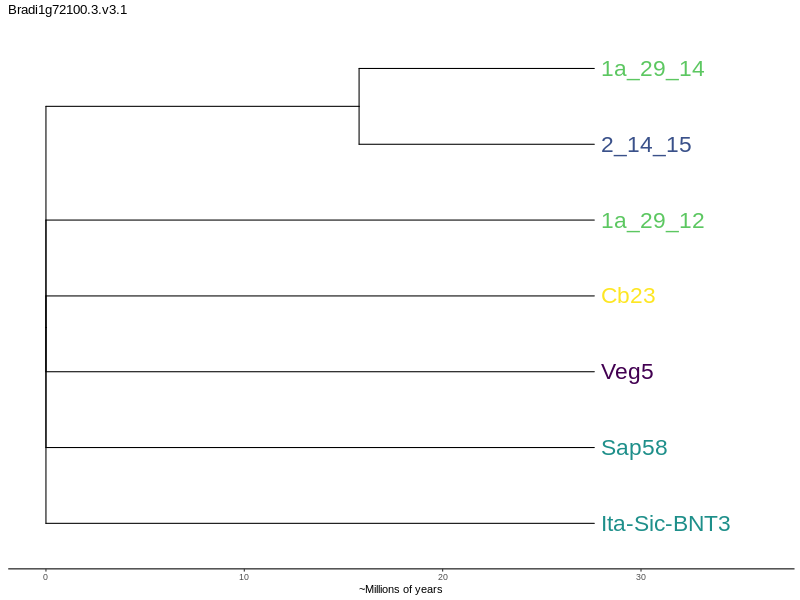 Bradi1g72100.3.v3.1
1a_29_14
2_14_15
1a_29_12
Cb23
Veg5
Sap58
Ita-Sic-BNT3
0 10 20 30
~Millions of years